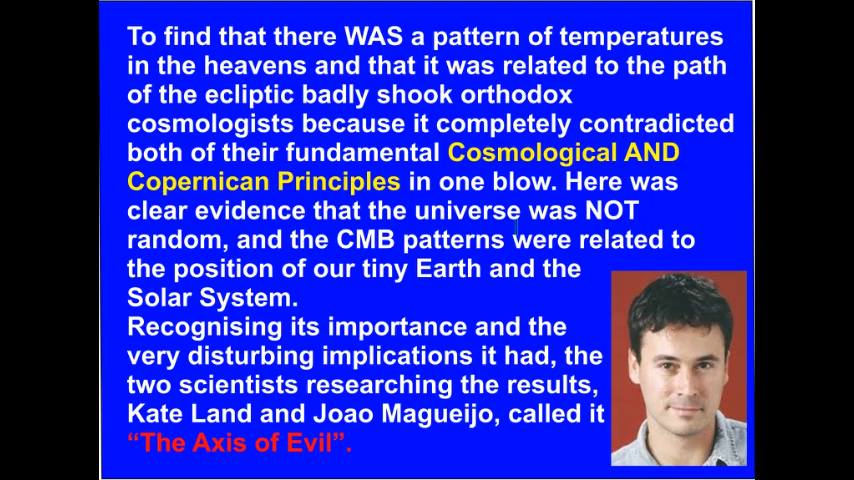 To find that there WAS a pattern of temperatures
in the heavens and that it was related to the path
of the ecliptic badly shook orthodox
cosmologists because it completely contradicted
both of their fundamental Cosmological AND
Copernican Principles in one blow. Here was
clear evidence that the universe was NOT
random, and the CMB patterns were related to
the position of our tiny Earth and the
Solar System.
Recognising its importance and the
very disturbing implications it had, the
two scientists researching the results,
Kate Land and Joao Magueijo, called it
“The Axis of Evil”.